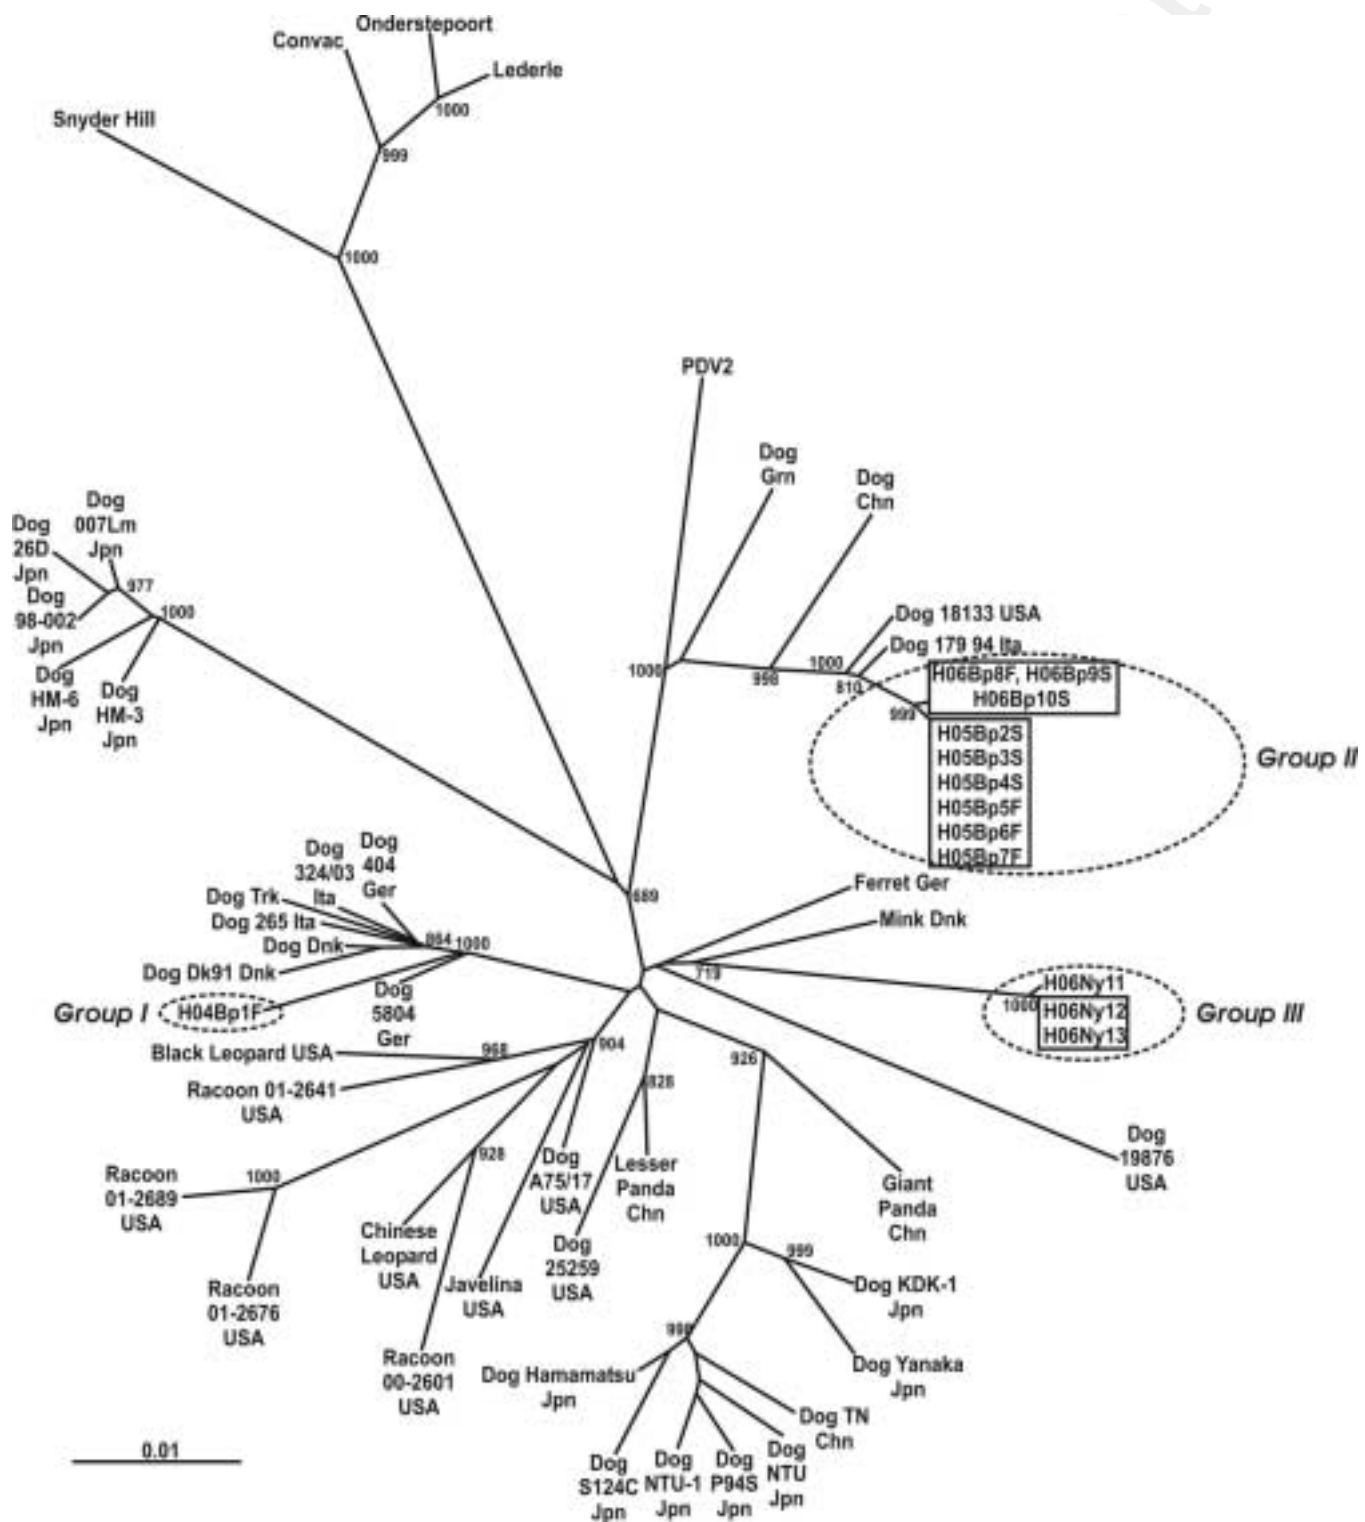 Onderstepoort
Convac
Lederle
1000
Snyder Hill
999
1000
PDV2
Dog
Grn
Dog
Chn
Dog
007Lm
Jpn
Dog
26D
Jpn
977
Dog
98-002
Jpn
1000
Dog
HM-6
Jpn
Dog
HM-3
Jpn
Dog 18133 USA
Dog 179 94 Ita
1000
1000
998
810
H06Bp8F, H06Bp9S
H06Bp10S
999
H05Bp2S
H05Bp3S
H05Bp4S
H05Bp5F
H05Bp6F
H05Bp7F
Group II
Dog
404
Ger
Dog
324/03
Ita
Dog Trk
Dog 265 Ita
Dog Dnk
Dog Dk91 Dnk
864
1000
689
Ferret Ger
Mink Dnk
719
Group I
H04Bp1F
Dog
5804
Ger
H06Ny11
1000
H06Ny12
H06Ny13
Group III
Black Leopard USA
968
904
Racoon 01-2641
USA
828
926
Dog
19876
USA
Racoon
01-2689
USA
1000
928
Dog
A75/17
USA
Lesser
Panda
Chn
Giant
Panda
Chn
Chinese
Leopard
USA
Dog
25259
USA
Javelina
USA
Racoon
01-2676
USA
1000
999
Dog KDK-1
Jpn
Racoon
00-2601
USA
Dog Hamamatsu
Jpn
Dog Yanaka
Jpn
Dog TN
Chn
Dog
S124C
Jpn
Dog
NTU-1
Jpn
Dog
P94S
Jpn
Dog
NTU
Jpn
0.01